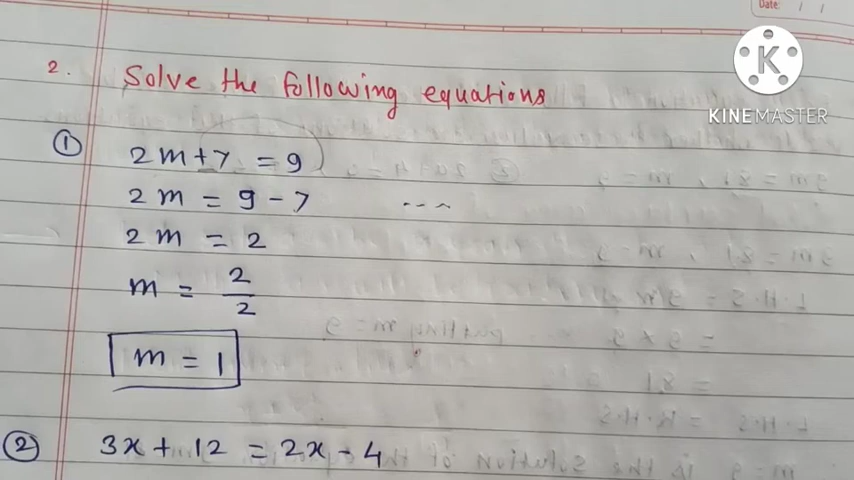 Date: / /
K
KINEMASTER
2. Solve the following equations
① 2m+7 = 9
2m = 9 - 7 ---
2m = 2
m = 2/2
m = 1
② 3x + 12 = 2x - 4